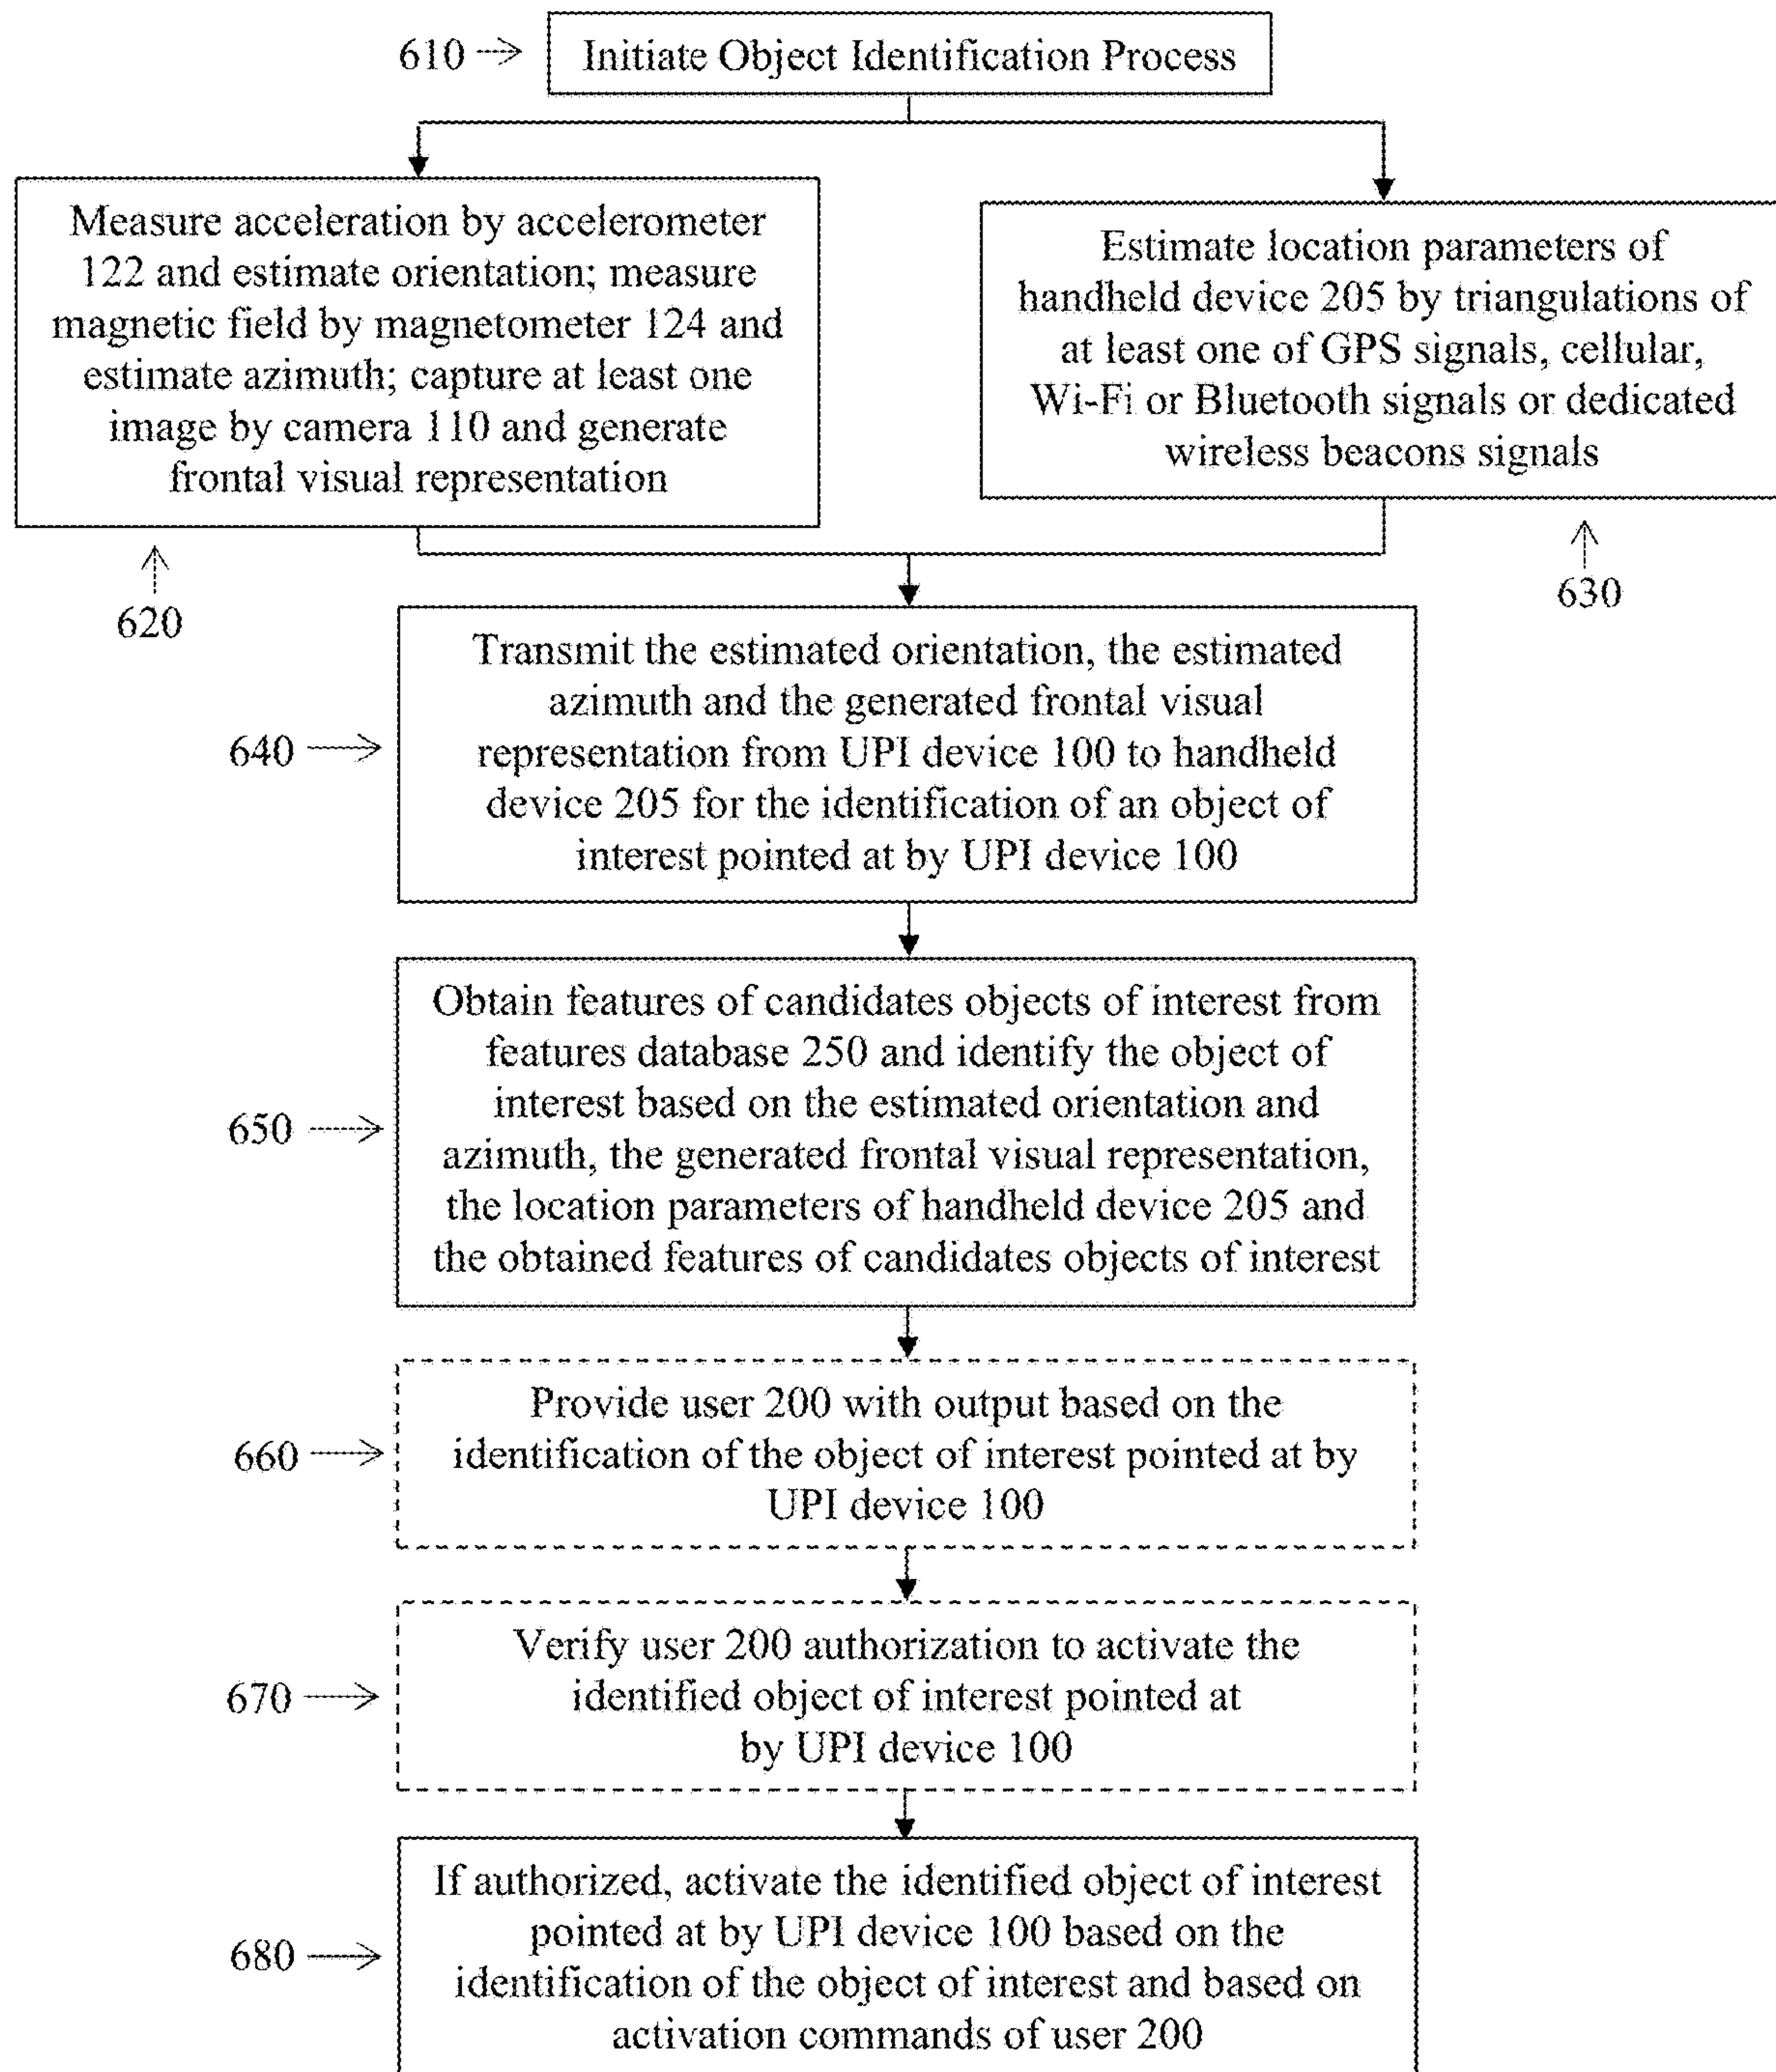 610
Initiate Object Identification Process
Measure acceleration by accelerometer
122 and estimate orientation; measure
magnetic field by magnetometer 124 and
estimate azimuth; capture at least one
image by camera 110 and generate
frontal visual representation
620
Estimate location parameters of
handheld device 205 by triangulations of
at least one of GPS signals, cellular,
Wi-Fi or Bluetooth signals or dedicated
wireless beacons signals
630
640
Transmit the estimated orientation, the estimated
azimuth and the generated frontal visual
representation from UPI device 100 to handheld
device 205 for the identification of an object of
interest pointed at by UPI device 100
650
Obtain features of candidates objects of interest from
features database 250 and identify the object of
interest based on the estimated orientation and
azimuth, the generated frontal visual representation,
the location parameters of handheld device 205 and
the obtained features of candidates objects of interest
660
Provide user 200 with output based on the
identification of the object of interest pointed at by
UPI device 100
670
Verify user 200 authorization to activate the
identified object of interest pointed at
by UPI device 100
680
If authorized, activate the identified object of interest
pointed at by UPI device 100 based on the
identification of the object of interest and based on
activation commands of user 200